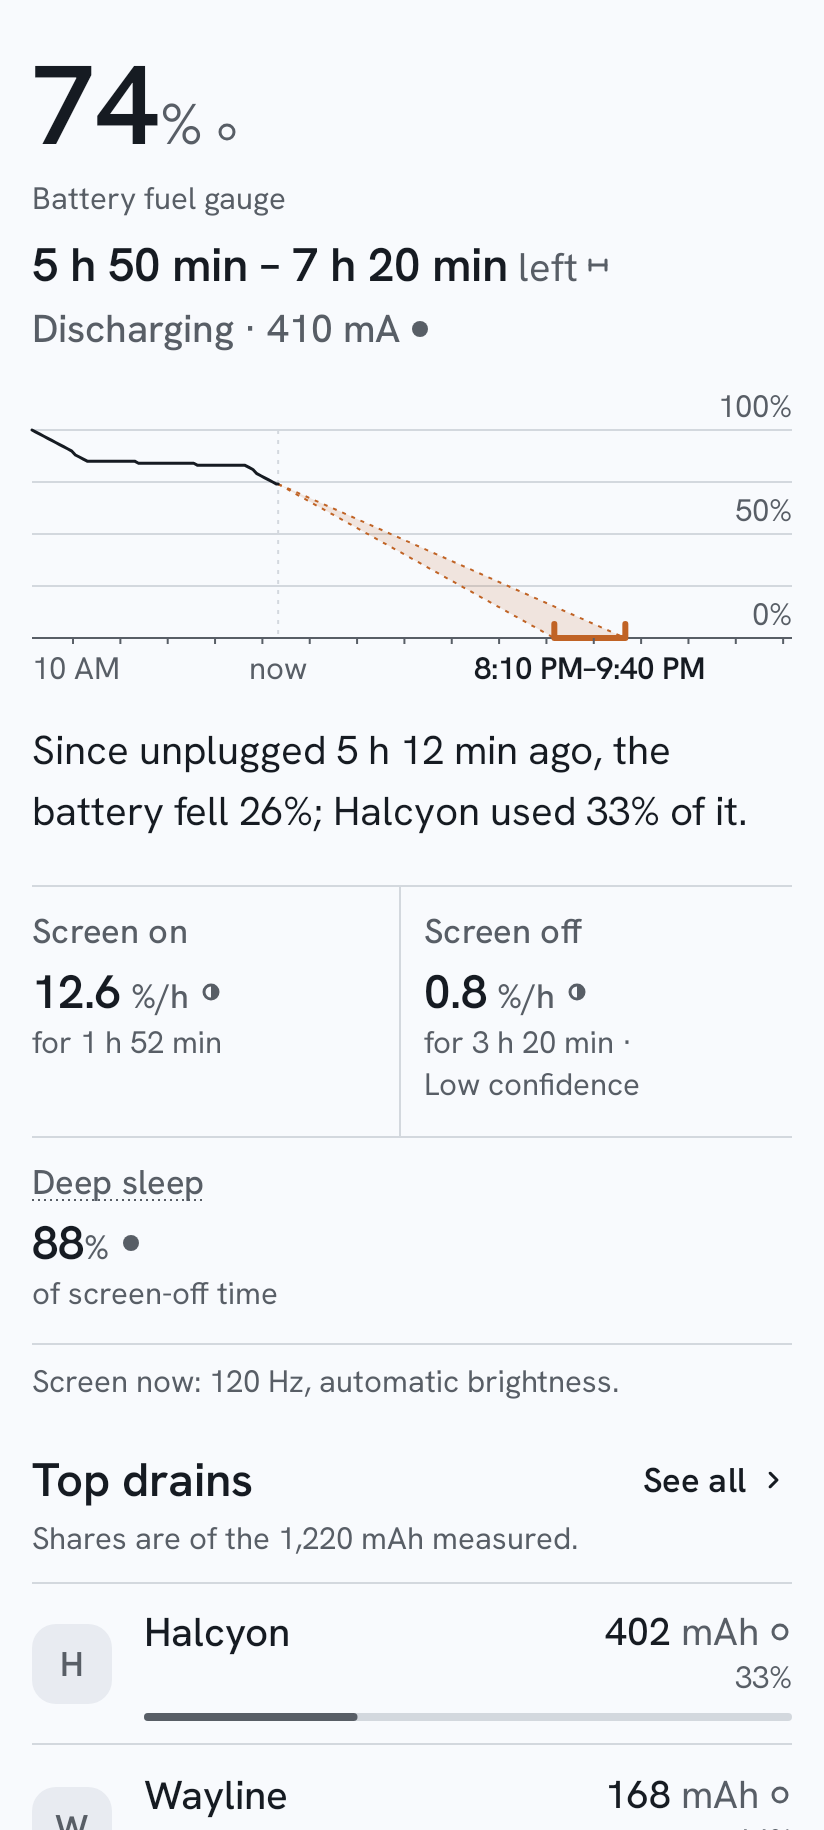 74%
Battery fuel gauge
5 h 50 min – 7 h 20 min left
Discharging · 410 mA
100%
50%
0%
10 AM now 8:10 PM–9:40 PM
Since unplugged 5 h 12 min ago, the
battery fell 26%; Halcyon used 33% of it.
Screen on
12.6 %/h
for 1 h 52 min
Screen off
0.8 %/h
for 3 h 20 min ·
Low confidence
Deep sleep
88%
of screen-off time
Screen now: 120 Hz, automatic brightness.
Top drains
See all
Shares are of the 1,220 mAh measured.
H
Halcyon
402 mAh
33%
W
Wayline
168 mAh